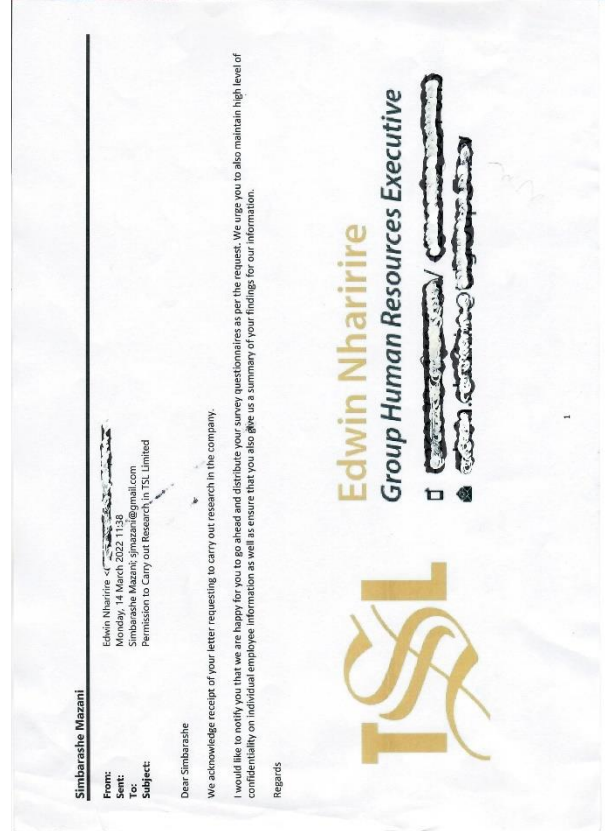 Simbarashe Mazani
From: Edwin Nharirire <
Sent: Monday, 14 March 2022 11:38
To: Simbarashe Mazani; sjmazani@gmail.com
Subject: Permission to Carry out Research in TSL Limited
Dear Simbarashe
We acknowledge receipt of your letter requesting to carry out research in the company.
I would like to notify you that we are happy for you to go ahead and distribute your survey questionnaires as per the request. We urge you to also maintain high level of
confidentiality on individual employee information as well as ensure that you also give us a summary of your findings for our information.
Regards
TSL
Edwin Nharirire
Group Human Resources Executive
/
1